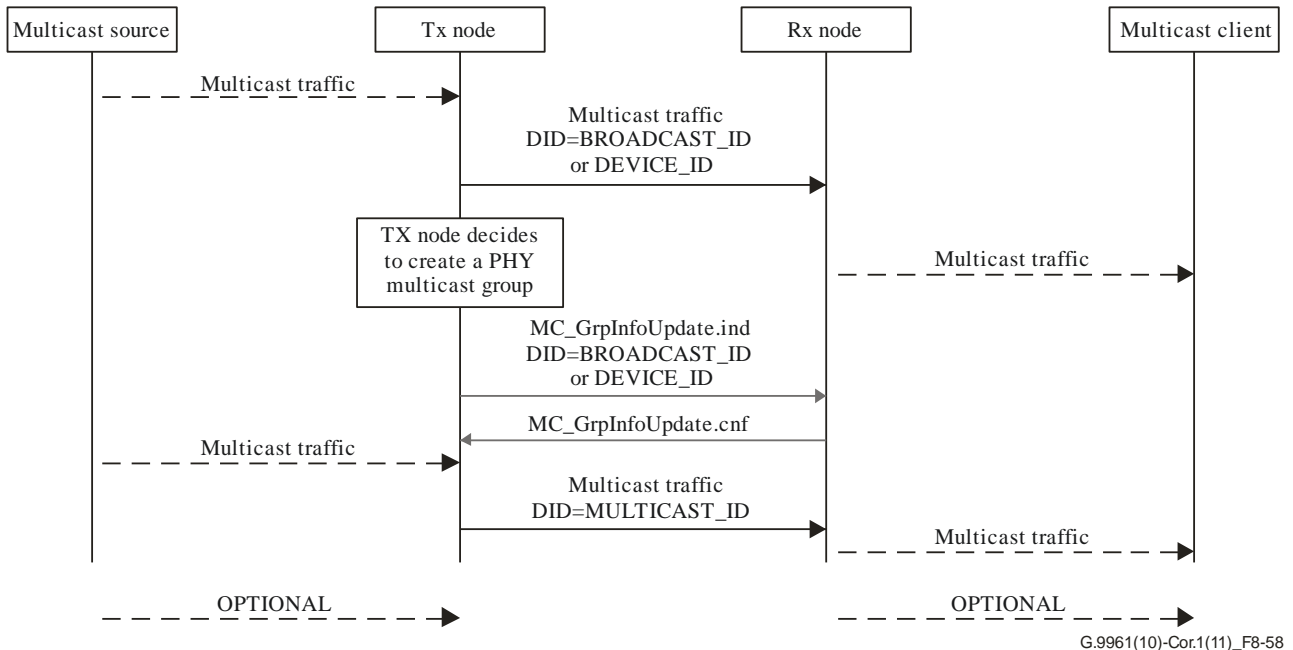 Multicast source
Tx node
Rx node
Multicast client
Multicast traffic
Multicast traffic
DID=BROADCAST_ID
or DEVICE_ID
TX node decides
to create a PHY
multicast group
Multicast traffic
MC_GrpInfoUpdate.ind
DID=BROADCAST_ID
or DEVICE_ID
MC_GrpInfoUpdate.cnf
Multicast traffic
Multicast traffic
DID=MULTICAST_ID
Multicast traffic
OPTIONAL
OPTIONAL
G.9961(10)-Cor.1(11)_F8-58